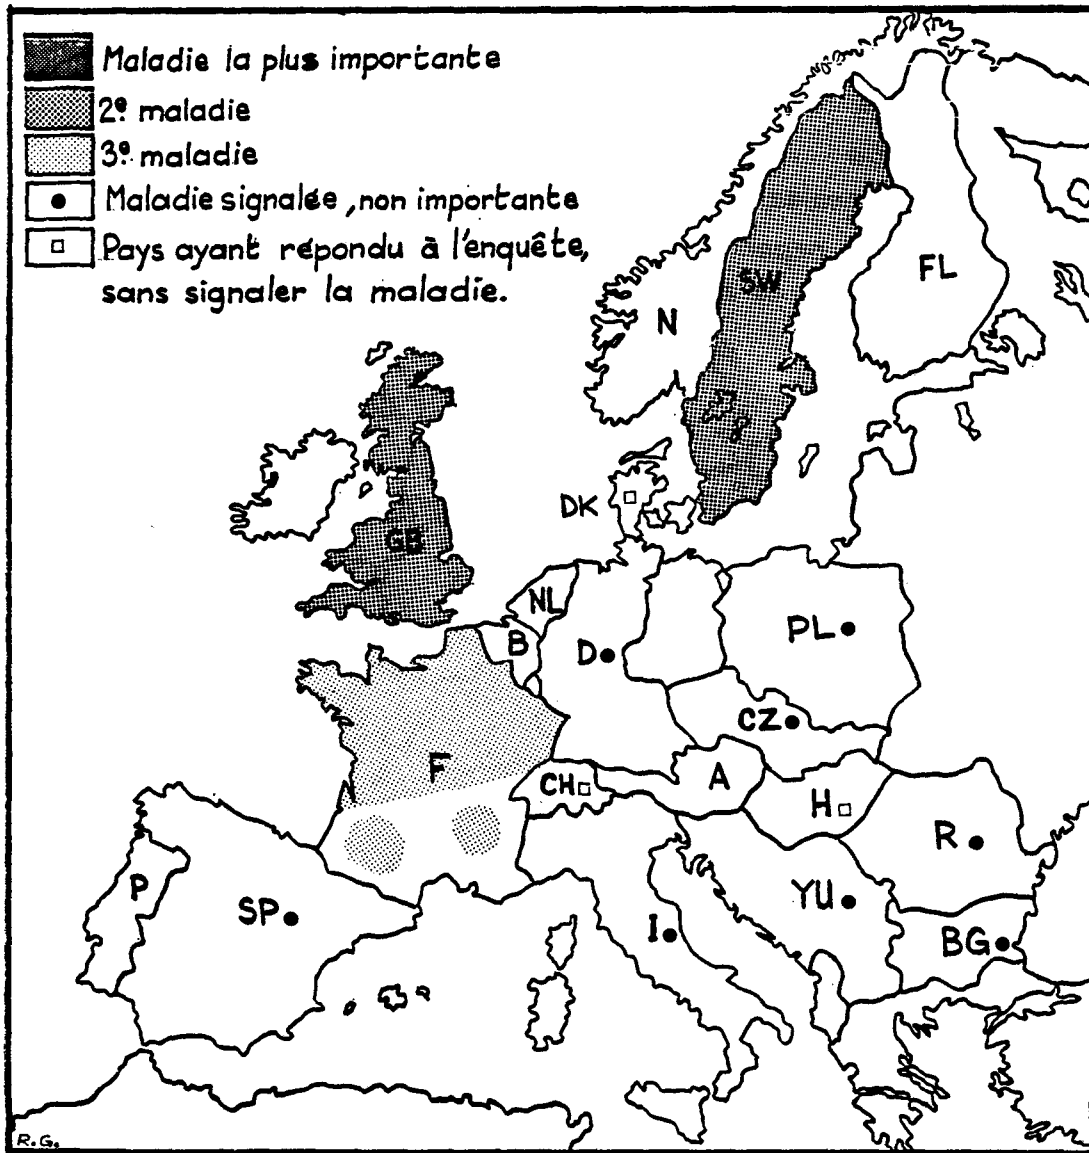 Maladie la plus importante
2e maladie
3e maladie
Maladie signalée, non importante
Pays ayant répondu à l'enquête,
sans signaler la maladie.
SW
FL
N
DK
GB
NL
B
D
PL
CZ
F
CH
A
H
R
P
SP
I
YU
BG
R.G.